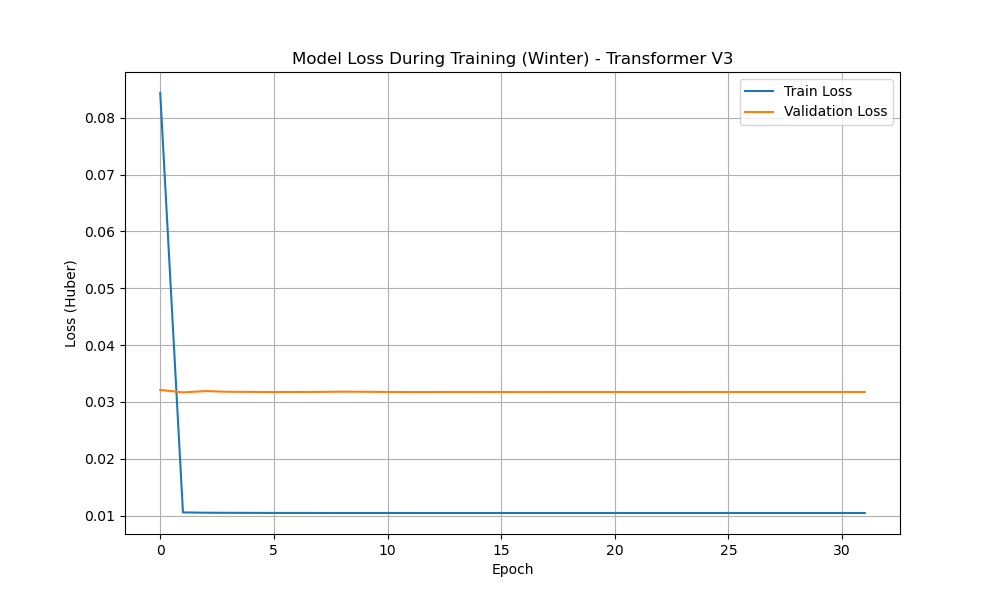 Model Loss During Training (Winter) - Transformer V3
Train Loss
Validation Loss
0.08
0.07
0.06
0.05
0.04
0.03
0.02
0.01
Loss (Huber)
0 5 10 15 20 25 30
Epoch